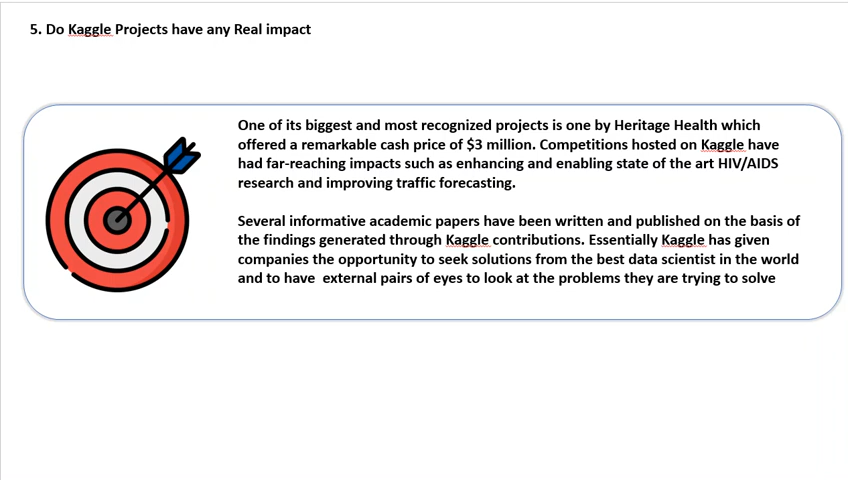 5. Do Kaggle Projects have any Real impact
One of its biggest and most recognized projects is one by Heritage Health which
offered a remarkable cash price of $3 million. Competitions hosted on Kaggle have
had far-reaching impacts such as enhancing and enabling state of the art HIV/AIDS
research and improving traffic forecasting.
Several informative academic papers have been written and published on the basis of
the findings generated through Kaggle contributions. Essentially Kaggle has given
companies the opportunity to seek solutions from the best data scientist in the world
and to have  external pairs of eyes to look at the problems they are trying to solve